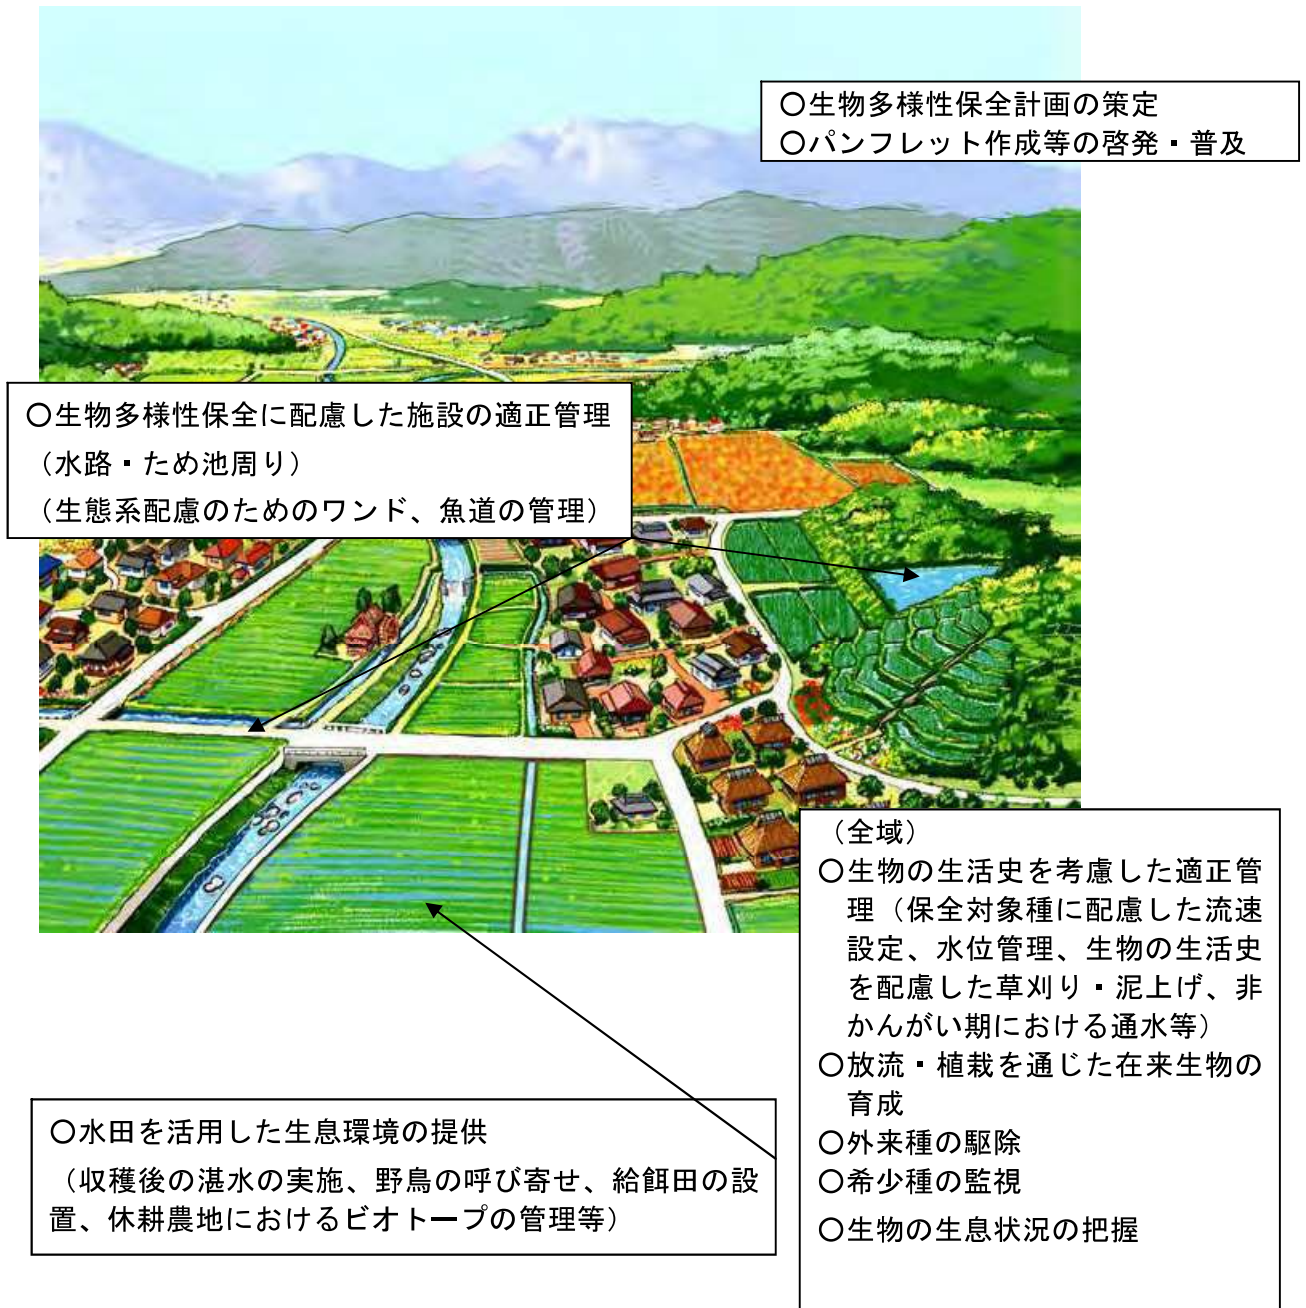 〇生物多様性保全計画の策定
〇パンフレット作成等の啓発・普及
〇生物多様性保全に配慮した施設の適正管理
（水路・ため池周り）
（生態系配慮のためのワンド、魚道の管理）
（全域）
〇生物の生活史を考慮した適正管
理（保全対象種に配慮した流速
設定、水位管理、生物の生活史
を配慮した草刈り・泥上げ、非
かんがい期における通水等）
〇放流・植栽を通じた在来生物の
育成
〇外来種の駆除
〇希少種の監視
〇生物の生息状況の把握
〇水田を活用した生息環境の提供
（収穫後の湛水の実施、野鳥の呼び寄せ、給餌田の設
置、休耕農地におけるビオトープの管理等）